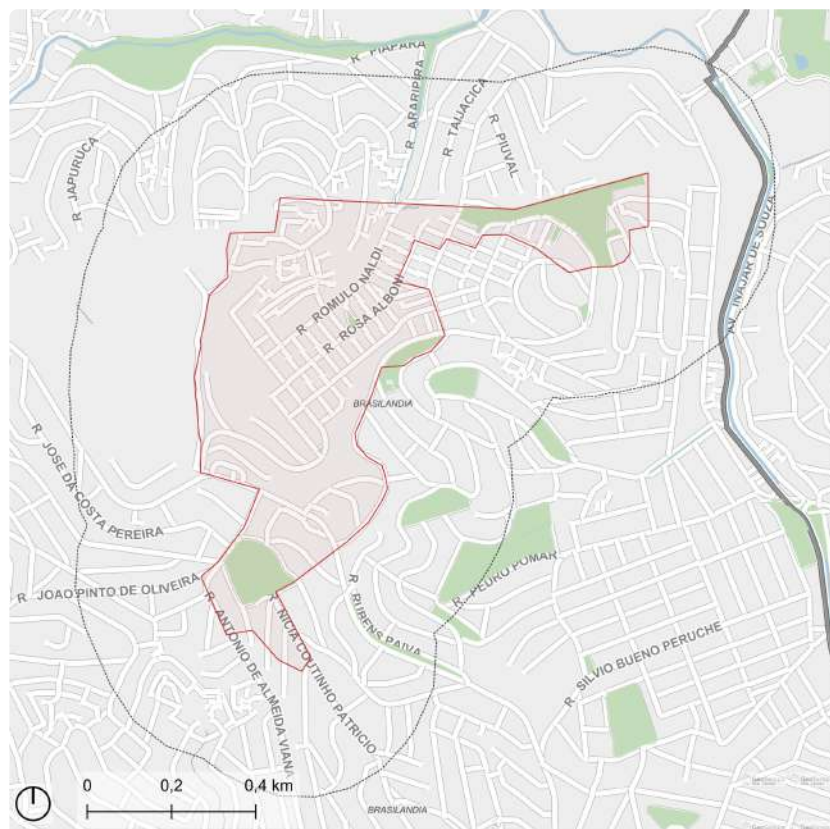 R PIAPARA
R ARARIPIRA
R TAIJACICA
R PIUVAL
R JAPURUCA
AV INAJAR DE SOUZA
R ROMULO NALDI
R ROSA ALBONI
BRASILANDIA
R JOSE DA COSTA PEREIRA
R JOAO PINTO DE OLIVEIRA
R ANTONIO DE ALMEIDA VIANA
R NICIA COUTINHO PATRICIO
R RUBENS PAIVA
R PEDRO POMAR
R SILVIO BUENO PERUCHE
0 0,2 0,4 km
BRASILANDIA